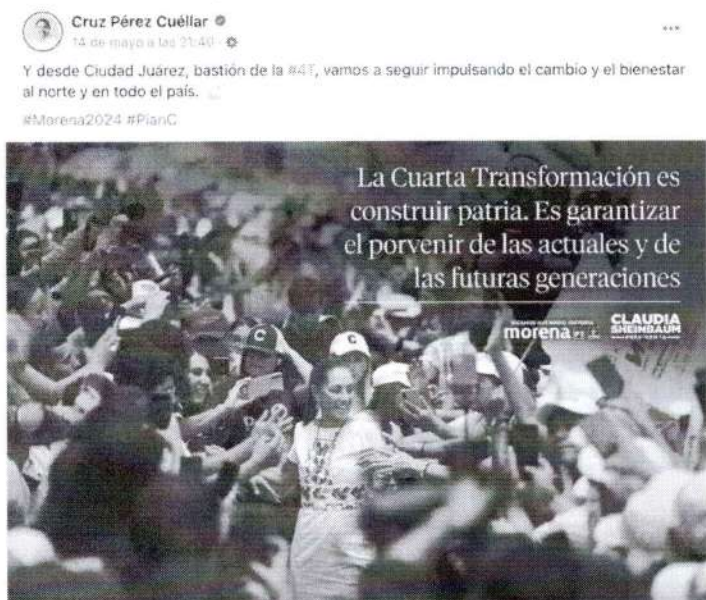 Cruz Pérez Cuéllar
14 de mayo a las 21:40
Y desde Ciudad Juárez, bastión de la #4T, vamos a seguir impulsando el cambio y el bienestar
al norte y en todo el país.
#Morena2024 #PlanC
La Cuarta Transformación es
construir patria. Es garantizar
el porvenir de las actuales y de
las futuras generaciones
morena
CLAUDIA
SHEINBAUM
C
C